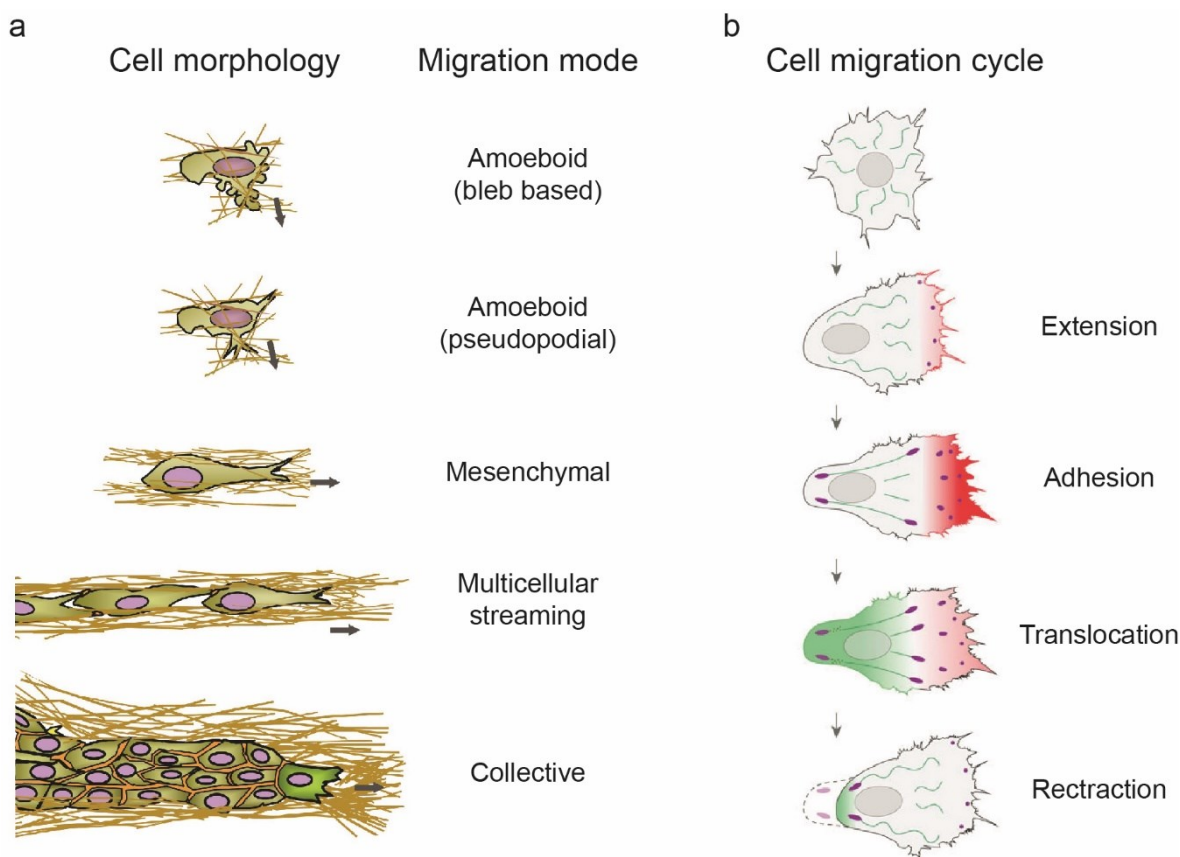 a
Cell morphology
Migration mode
Amoeboid
(bleb based)
Amoeboid
(pseudopodial)
Mesenchymal
Multicellular
streaming
Collective
b
Cell migration cycle
Extension
Adhesion
Translocation
Rectraction